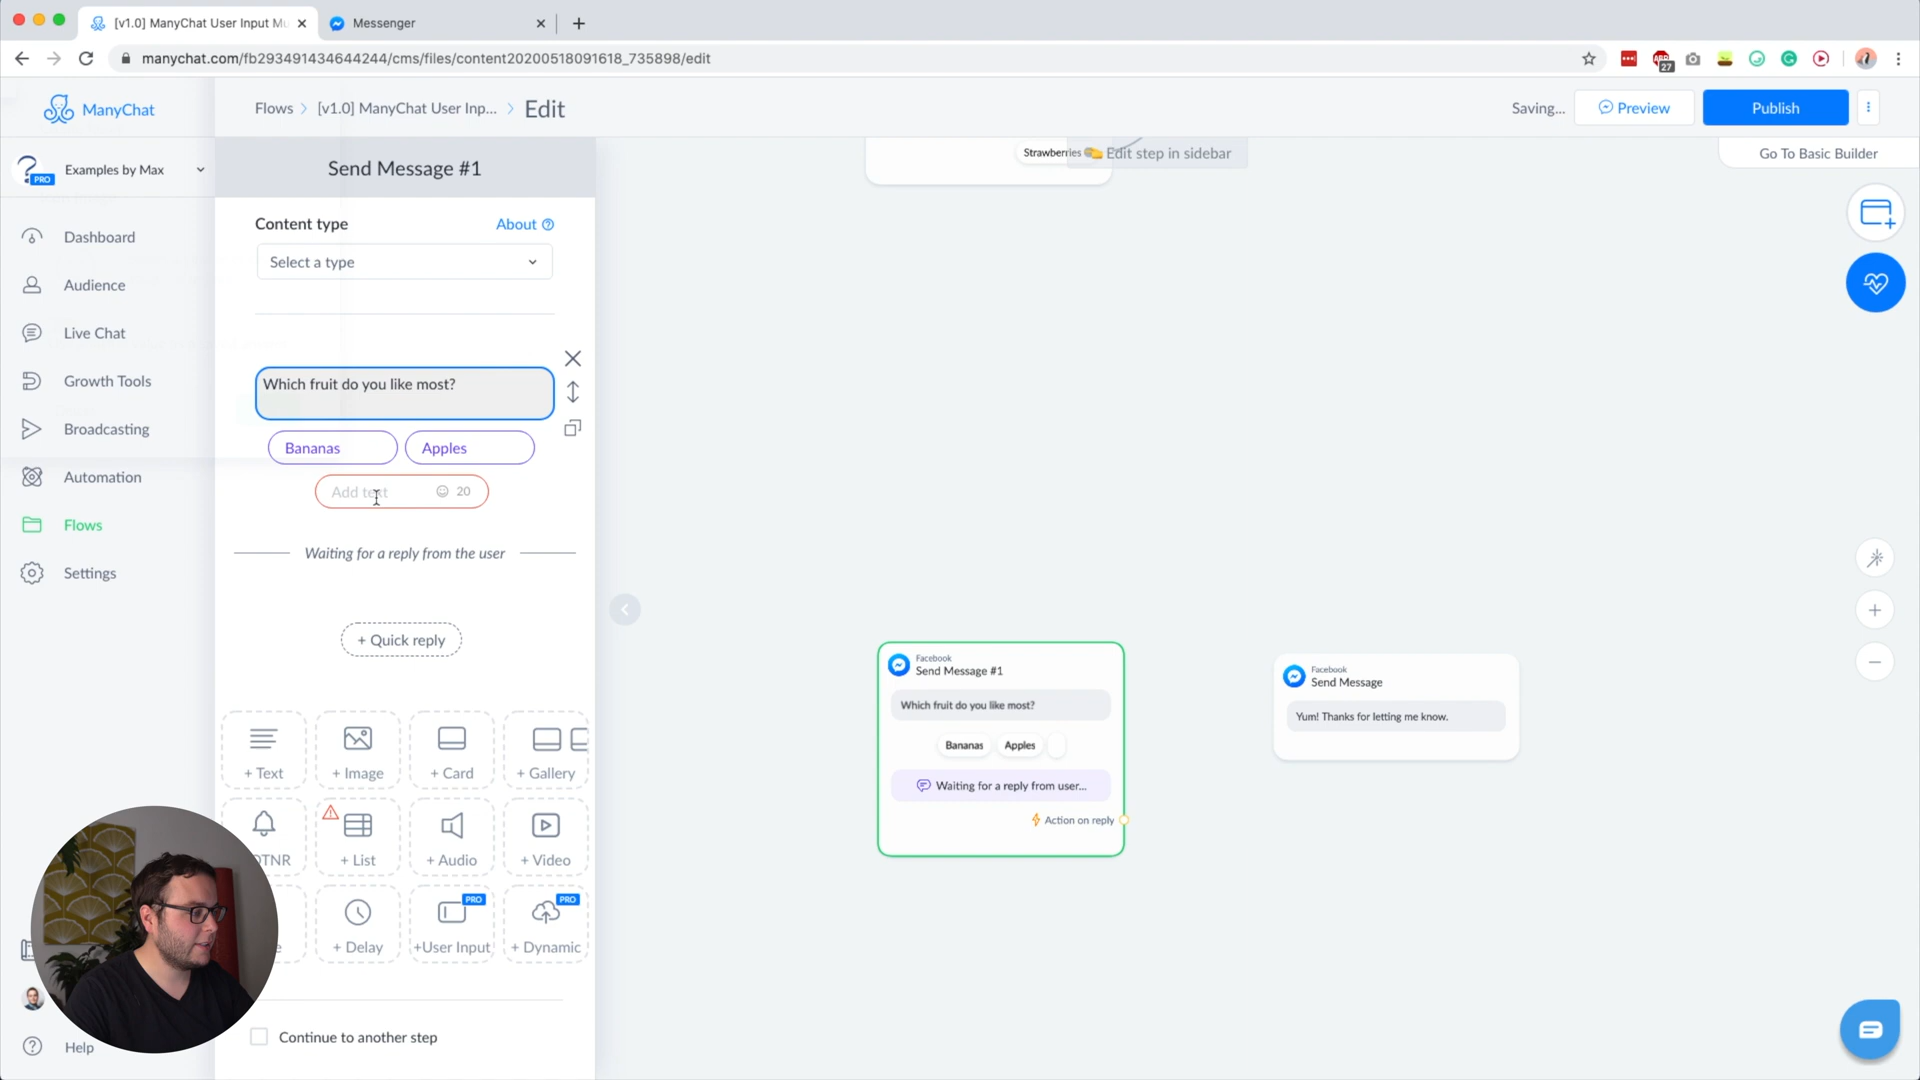 [v1.0] ManyChat User Input Mu
Messenger
manychat.com/fb293491434644244/cms/files/content20200518091618_735898/edit
27
ManyChat
Flows
[v1.0] ManyChat User Inp...
Edit
Saving...
Preview
Publish
Examples by Max
PRO
Send Message #1
Strawberries
Edit step in sidebar
Go To Basic Builder
Dashboard
Audience
Live Chat
Growth Tools
Broadcasting
Automation
Flows
Settings
Help
Content type
About
Select a type
Which fruit do you like most?
Bananas
Apples
Add text
20
Waiting for a reply from the user
+ Quick reply
+ Text
+ Image
+ Card
+ Gallery
OTNR
+ List
+ Audio
+ Video
+ Delay
PRO
+User Input
PRO
+ Dynamic
Continue to another step
Facebook
Send Message #1
Which fruit do you like most?
Bananas
Apples
Waiting for a reply from user...
Action on reply
Facebook
Send Message
Yum! Thanks for letting me know.